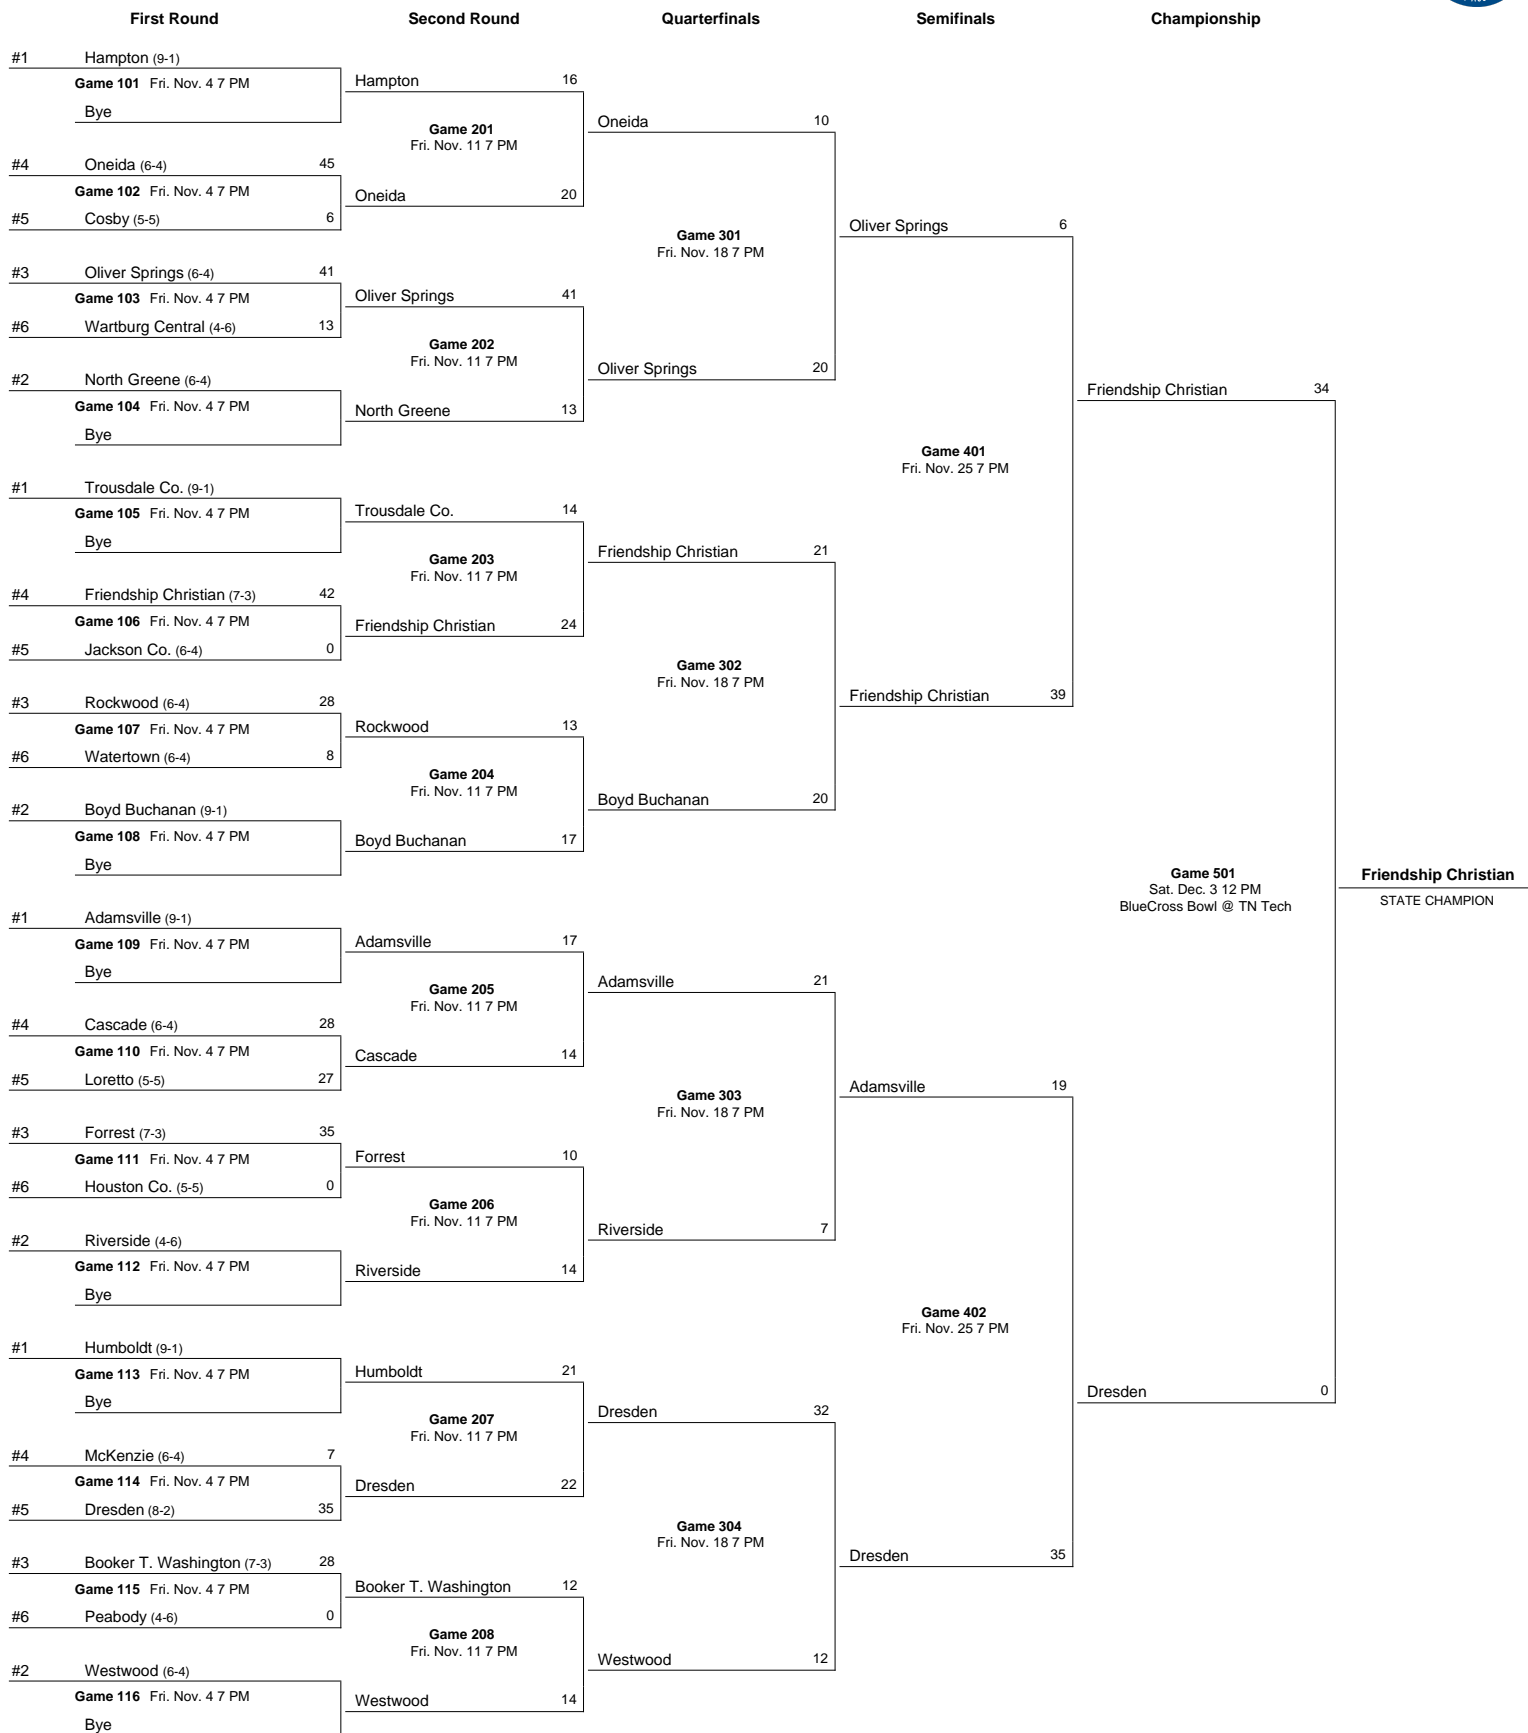 First Round Second Round Quarterfinals Semifinals Championship
#1 Hampton (9-1)
Game 101 Fri. Nov. 4 7 PM
Bye
#4 Oneida (6-4) 45
Game 102 Fri. Nov. 4 7 PM
#5 Cosby (5-5) 6
#3 Oliver Springs (6-4) 41
Game 103 Fri. Nov. 4 7 PM
#6 Wartburg Central (4-6) 13
#2 North Greene (6-4)
Game 104 Fri. Nov. 4 7 PM
Bye
#1 Trousdale Co. (9-1)
Game 105 Fri. Nov. 4 7 PM
Bye
#4 Friendship Christian (7-3) 42
Game 106 Fri. Nov. 4 7 PM
#5 Jackson Co. (6-4) 0
#3 Rockwood (6-4) 28
Game 107 Fri. Nov. 4 7 PM
#6 Watertown (6-4) 8
#2 Boyd Buchanan (9-1)
Game 108 Fri. Nov. 4 7 PM
Bye
#1 Adamsville (9-1)
Game 109 Fri. Nov. 4 7 PM
Bye
#4 Cascade (6-4) 28
Game 110 Fri. Nov. 4 7 PM
#5 Loretto (5-5) 27
#3 Forrest (7-3) 35
Game 111 Fri. Nov. 4 7 PM
#6 Houston Co. (5-5) 0
#2 Riverside (4-6)
Game 112 Fri. Nov. 4 7 PM
Bye
#1 Humboldt (9-1)
Game 113 Fri. Nov. 4 7 PM
Bye
#4 McKenzie (6-4) 7
Game 114 Fri. Nov. 4 7 PM
#5 Dresden (8-2) 35
#3 Booker T. Washington (7-3) 28
Game 115 Fri. Nov. 4 7 PM
#6 Peabody (4-6) 0
#2 Westwood (6-4)
Game 116 Fri. Nov. 4 7 PM
Bye
Hampton 16
Game 201
Fri. Nov. 11 7 PM
Oneida 20
Oliver Springs 41
Game 202
Fri. Nov. 11 7 PM
North Greene 13
Trousdale Co. 14
Game 203
Fri. Nov. 11 7 PM
Friendship Christian 24
Rockwood 13
Game 204
Fri. Nov. 11 7 PM
Boyd Buchanan 17
Adamsville 17
Game 205
Fri. Nov. 11 7 PM
Cascade 14
Forrest 10
Game 206
Fri. Nov. 11 7 PM
Riverside 14
Humboldt 21
Game 207
Fri. Nov. 11 7 PM
Dresden 22
Booker T. Washington 12
Game 208
Fri. Nov. 11 7 PM
Westwood 14
Oneida 10
Game 301
Fri. Nov. 18 7 PM
Oliver Springs 20
Friendship Christian 21
Game 302
Fri. Nov. 18 7 PM
Boyd Buchanan 20
Adamsville 21
Game 303
Fri. Nov. 18 7 PM
Riverside 7
Dresden 32
Game 304
Fri. Nov. 18 7 PM
Westwood 12
Oliver Springs 6
Game 401
Fri. Nov. 25 7 PM
Friendship Christian 39
Adamsville 19
Game 402
Fri. Nov. 25 7 PM
Dresden 35
Friendship Christian 34
Game 501
Sat. Dec. 3 12 PM
BlueCross Bowl @ TN Tech
Dresden 0
Friendship Christian
STATE CHAMPION